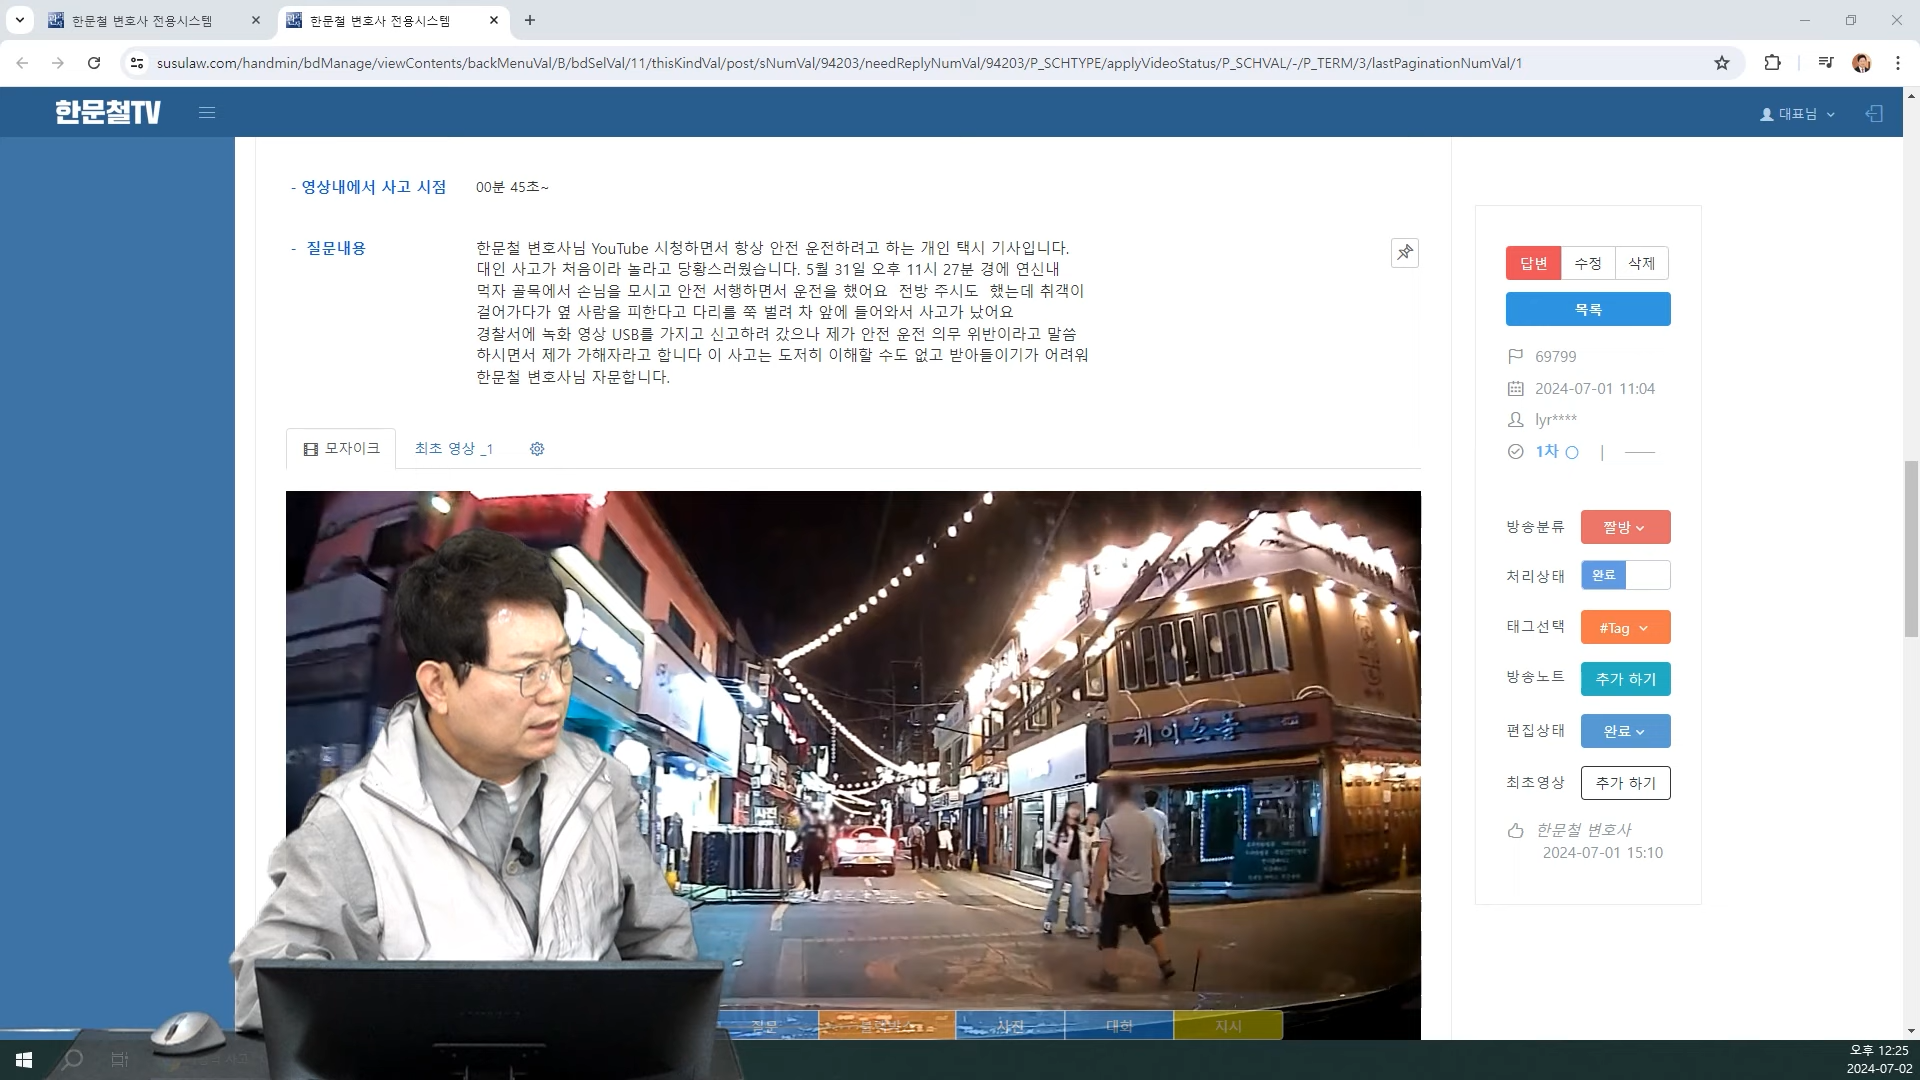 한문철 변호사 전용시스템
한문철 변호사 전용시스템
susulaw.com/handmin/bdManage/viewContents/backMenuVal/B/bdSelVal/11/thisKindVal/post/sNumVal/94203/needReplyNumVal/94203/P_SCHTYPE/applyVideoStatus/P_SCHVAL/-/P_TERM/3/lastPaginationNumVal/1
한문철TV
대표님
- 영상내에서 사고 시점
00분 45초~
- 질문내용
한문철 변호사님 YouTube 시청하면서 항상 안전 운전하려고 하는 개인 택시 기사입니다.
대인 사고가 처음이라 놀라고 당황스러웠습니다. 5월 31일 오후 11시 27분 경에 연신내
먹자 골목에서 손님을 모시고 안전 서행하면서 운전을 했어요 전방 주시도 했는데 취객이
걸어가다가 옆 사람을 피한다고 다리를 쭉 벌려 차 앞에 들어와서 사고가 났어요
경찰서에 녹화 영상 USB를 가지고 신고하려 갔으나 제가 안전 운전 의무 위반이라고 말씀
하시면서 제가 가해자라고 합니다 이 사고는 도저히 이해할 수도 없고 받아들이기가 어려워
한문철 변호사님 자문합니다.
모자이크
최초 영상 _1
케이스울
질문
블랙박스
사진
대회
지시
답변
수정
삭제
목록
69799
2024-07-01 11:04
lyr****
1차
방송분류
짤방
처리상태
완료
태그선택
#Tag
방송노트
추가 하기
편집상태
완료
최초영상
추가 하기
한문철 변호사
2024-07-01 15:10
오후 12:25
2024-07-02